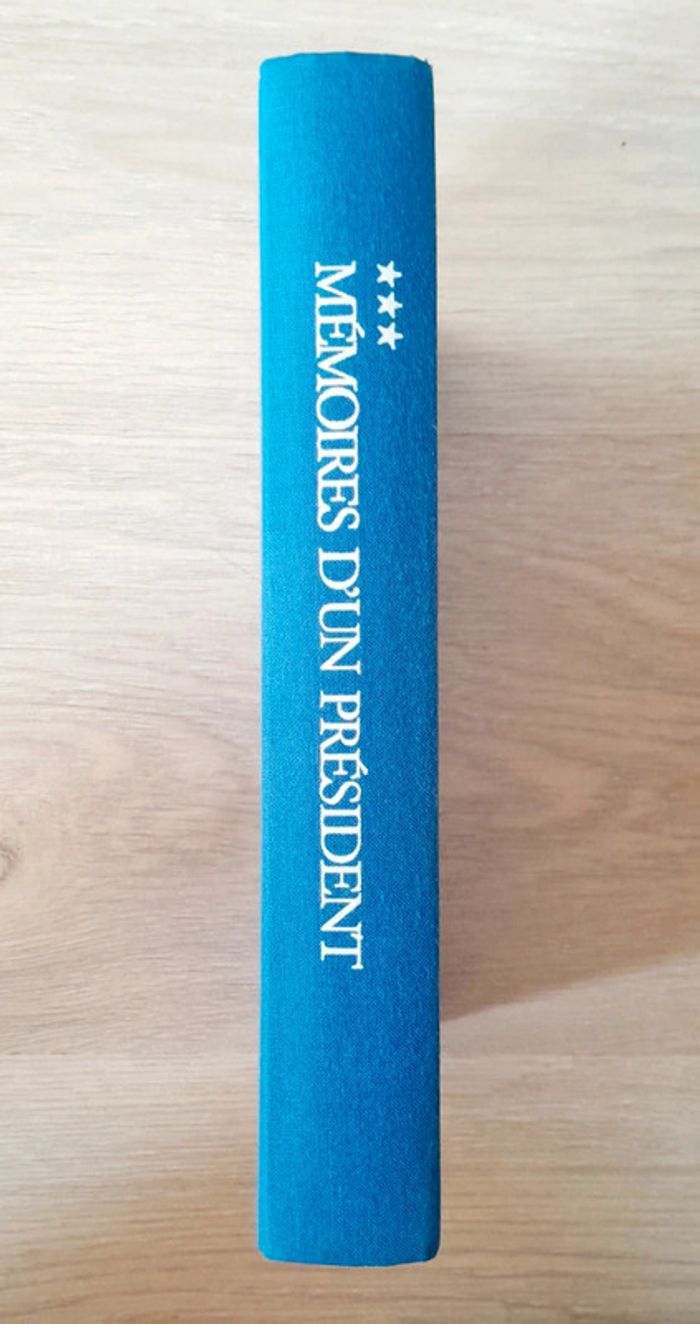 ★★★
MÉMOIRES D'UN PRÉSIDENT